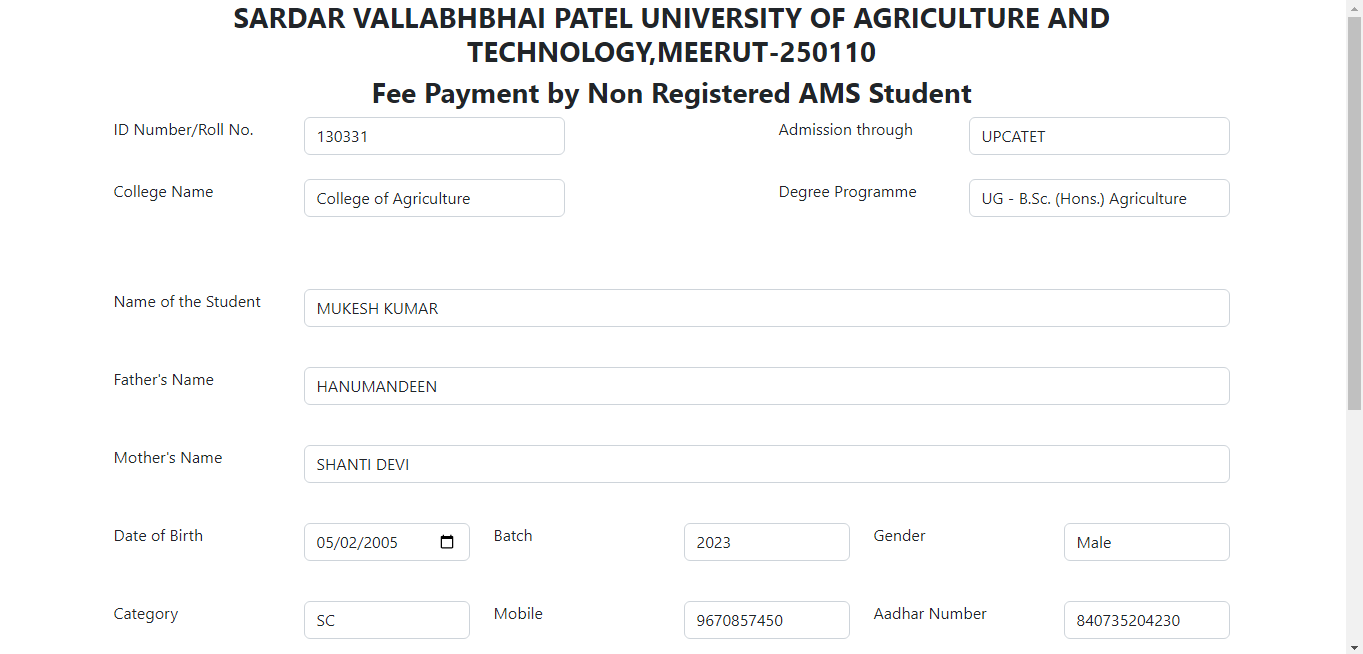 SARDAR VALLABHBHAI PATEL UNIVERSITY OF AGRICULTURE AND
TECHNOLOGY,MEERUT-250110
Fee Payment by Non Registered AMS Student
ID Number/Roll No. 130331 Admission through UPCATET
College Name College of Agriculture Degree Programme UG - B.Sc. (Hons.) Agriculture
Name of the Student MUKESH KUMAR
Father's Name HANUMANDEEN
Mother's Name SHANTI DEVI
Date of Birth 05/02/2005 Batch 2023 Gender Male
Category SC Mobile 9670857450 Aadhar Number 840735204230